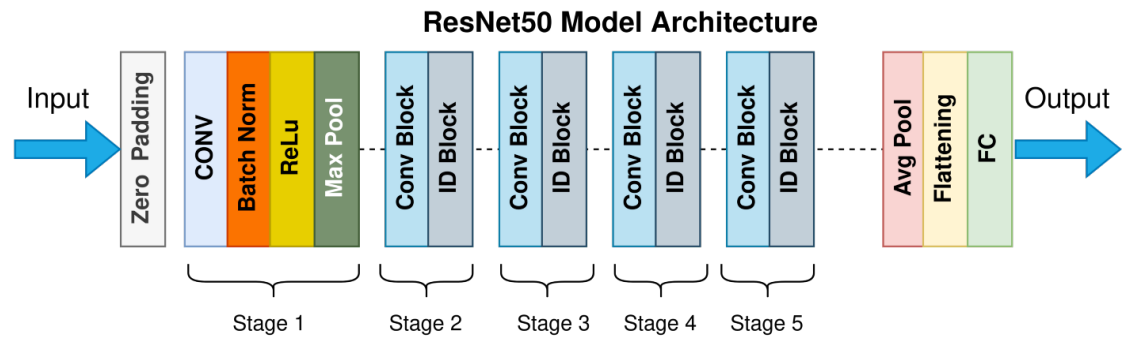 ResNet50 Model Architecture
Input
Zero Padding
CONV
Batch Norm
ReLu
Max Pool
Conv Block
ID Block
Conv Block
ID Block
Conv Block
ID Block
Conv Block
ID Block
Avg Pool
Flattening
FC
Output
Stage 1
Stage 2
Stage 3
Stage 4
Stage 5